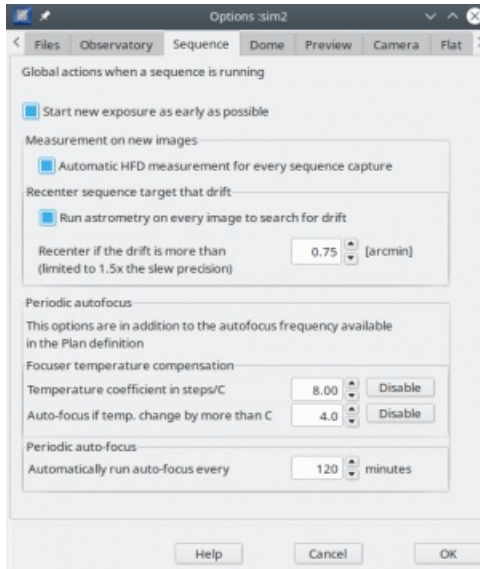 Options :sim2
Files Observatory Sequence Dome Preview Camera Flat
Global actions when a sequence is running
Start new exposure as early as possible
Measurement on new images
Automatic HFD measurement for every sequence capture
Recenter sequence target that drift
Run astrometry on every image to search for drift
Recenter if the drift is more than 0.75 [arcmin]
(limited to 1.5x the slew precision)
Periodic autofocus
This options are in addition to the autofocus frequency available
in the Plan definition
Focuser temperature compensation
Temperature coefficient in steps/C 8.00 Disable
Auto-focus if temp. change by more than C 4.0 Disable
Periodic auto-focus
Automatically run auto-focus every 120 minutes
Help Cancel OK